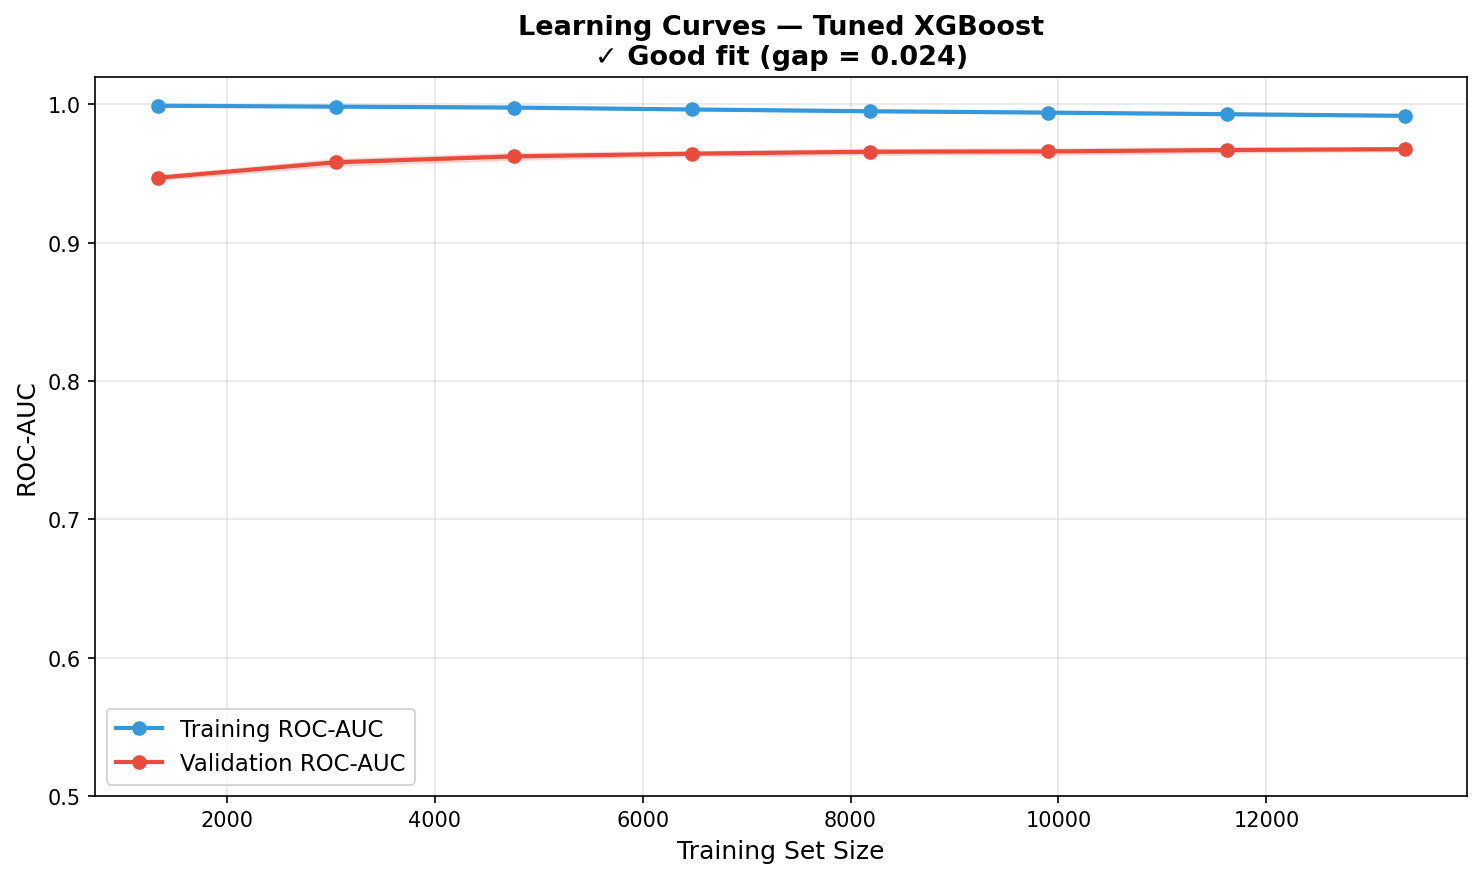 Learning Curves — Tuned XGBoost
✓ Good fit (gap = 0.024)
ROC-AUC
1.0
0.9
0.8
0.7
0.6
0.5
Training ROC-AUC
Validation ROC-AUC
2000 4000 6000 8000 10000 12000
Training Set Size